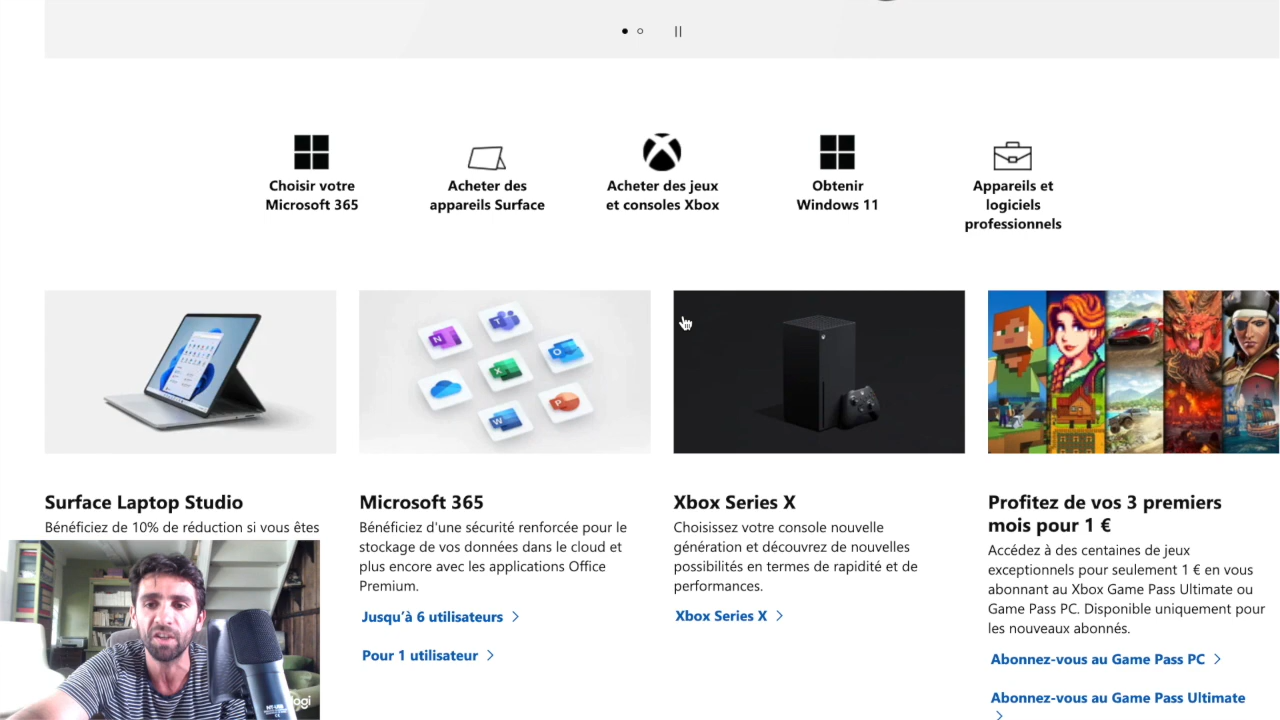 Choisir votre
Microsoft 365
Acheter des
appareils Surface
Acheter des jeux
et consoles Xbox
Obtenir
Windows 11
Appareils et
logiciels
professionnels
N
T
O
X
P
W
Surface Laptop Studio
Bénéficiez de 10% de réduction si vous êtes
Microsoft 365
Bénéficiez d'une sécurité renforcée pour le
stockage de vos données dans le cloud et
plus encore avec les applications Office
Premium.
Jusqu'à 6 utilisateurs
Pour 1 utilisateur
Xbox Series X
Choisissez votre console nouvelle
génération et découvrez de nouvelles
possibilités en termes de rapidité et de
performances.
Xbox Series X
Profitez de vos 3 premiers
mois pour 1 €
Accédez à des centaines de jeux
exceptionnels pour seulement 1 € en vous
abonnant au Xbox Game Pass Ultimate ou
Game Pass PC. Disponible uniquement pour
les nouveaux abonnés.
Abonnez-vous au Game Pass PC
Abonnez-vous au Game Pass Ultimate